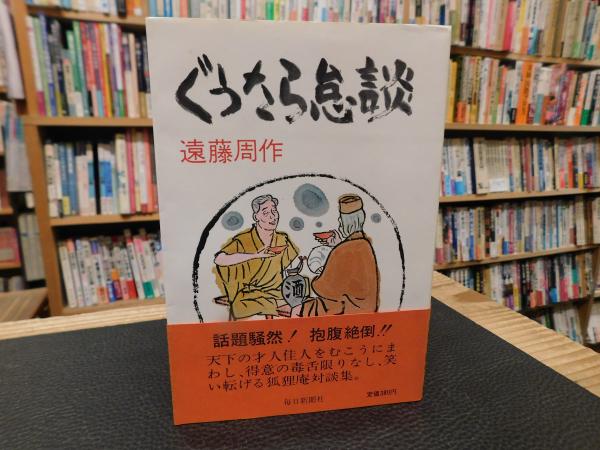 ぐうたら怠談
遠藤周作
酒
話題騒然! 抱腹絶倒!!
天下の才人佳人をむこうにま
わし、得意の毒舌限りなし、笑
い転げる狐狸庵対談集。
毎日新聞社